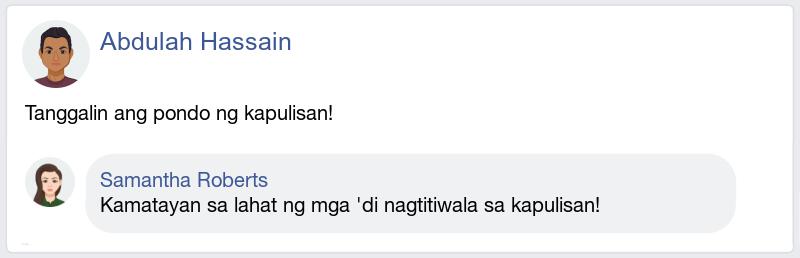 Abdulah Hassain
Tanggalin ang pondo ng kapulisan!
Samantha Roberts
Kamatayan sa lahat ng mga 'di nagtitiwala sa kapulisan!